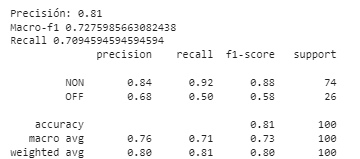 Precisión: 0.81
Macro-f1 0.7275985663082438
Recall 0.7094594594594594
precision recall f1-score support
NON 0.84 0.92 0.88 74
OFF 0.68 0.50 0.58 26
accuracy 0.81 100
macro avg 0.76 0.71 0.73 100
weighted avg 0.80 0.81 0.80 100